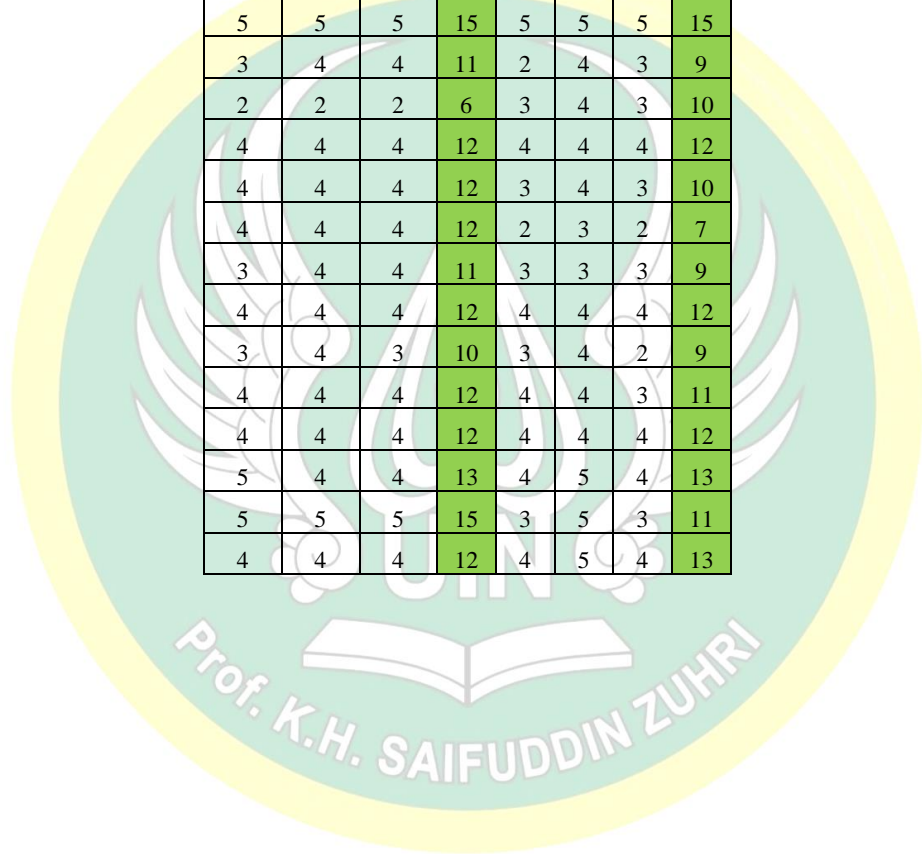 5 5 5 15 5 5 5 15
3 4 4 11 2 4 3 9
2 2 2 6 3 4 3 10
4 4 4 12 4 4 4 12
4 4 4 12 3 4 3 10
4 4 4 12 2 3 2 7
3 4 4 11 3 3 3 9
4 4 4 12 4 4 4 12
3 4 3 10 3 4 2 9
4 4 4 12 4 4 3 11
4 4 4 12 4 4 4 12
5 4 4 13 4 5 4 13
5 5 5 15 3 5 3 11
4 4 4 12 4 5 4 13
UIN
Prof. K.H. SAIFUDDIN ZUHRI